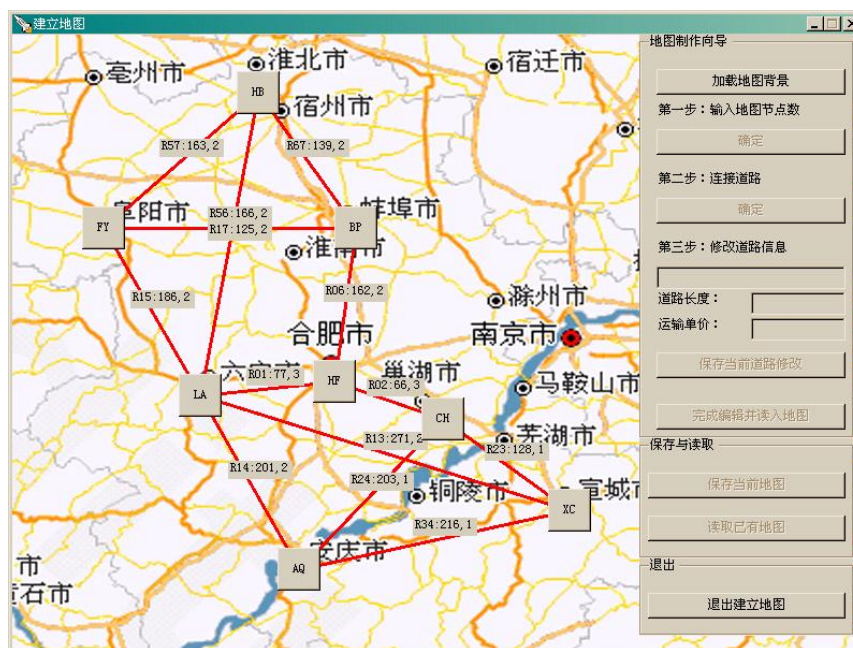 建立地图
亳州市
淮北市
宿迁市
HB
宿州市
R57:163,2
R67:139,2
FY
阜阳市
R56:166,2
R17:125,2
BP
蚌埠市
淮南市
R15:186,2
R06:162,2
滁州市
合肥市
南京市
六安市
R01:77,3
HF
R02:66,3
巢湖市
马鞍山市
LA
CH
R13:271,2
R23:128,1
芜湖市
R14:201,2
R24:203,1
铜陵市
XC
宣城市
R34:216,1
AQ
安庆市
市
石市
地图制作向导
加载地图背景
第一步：输入地图节点数
确定
第二步：连接道路
确定
第三步：修改道路信息
道路长度：
运输单价：
保存当前道路修改
完成编辑并读入地图
保存与读取
保存当前地图
读取已有地图
退出
退出建立地图